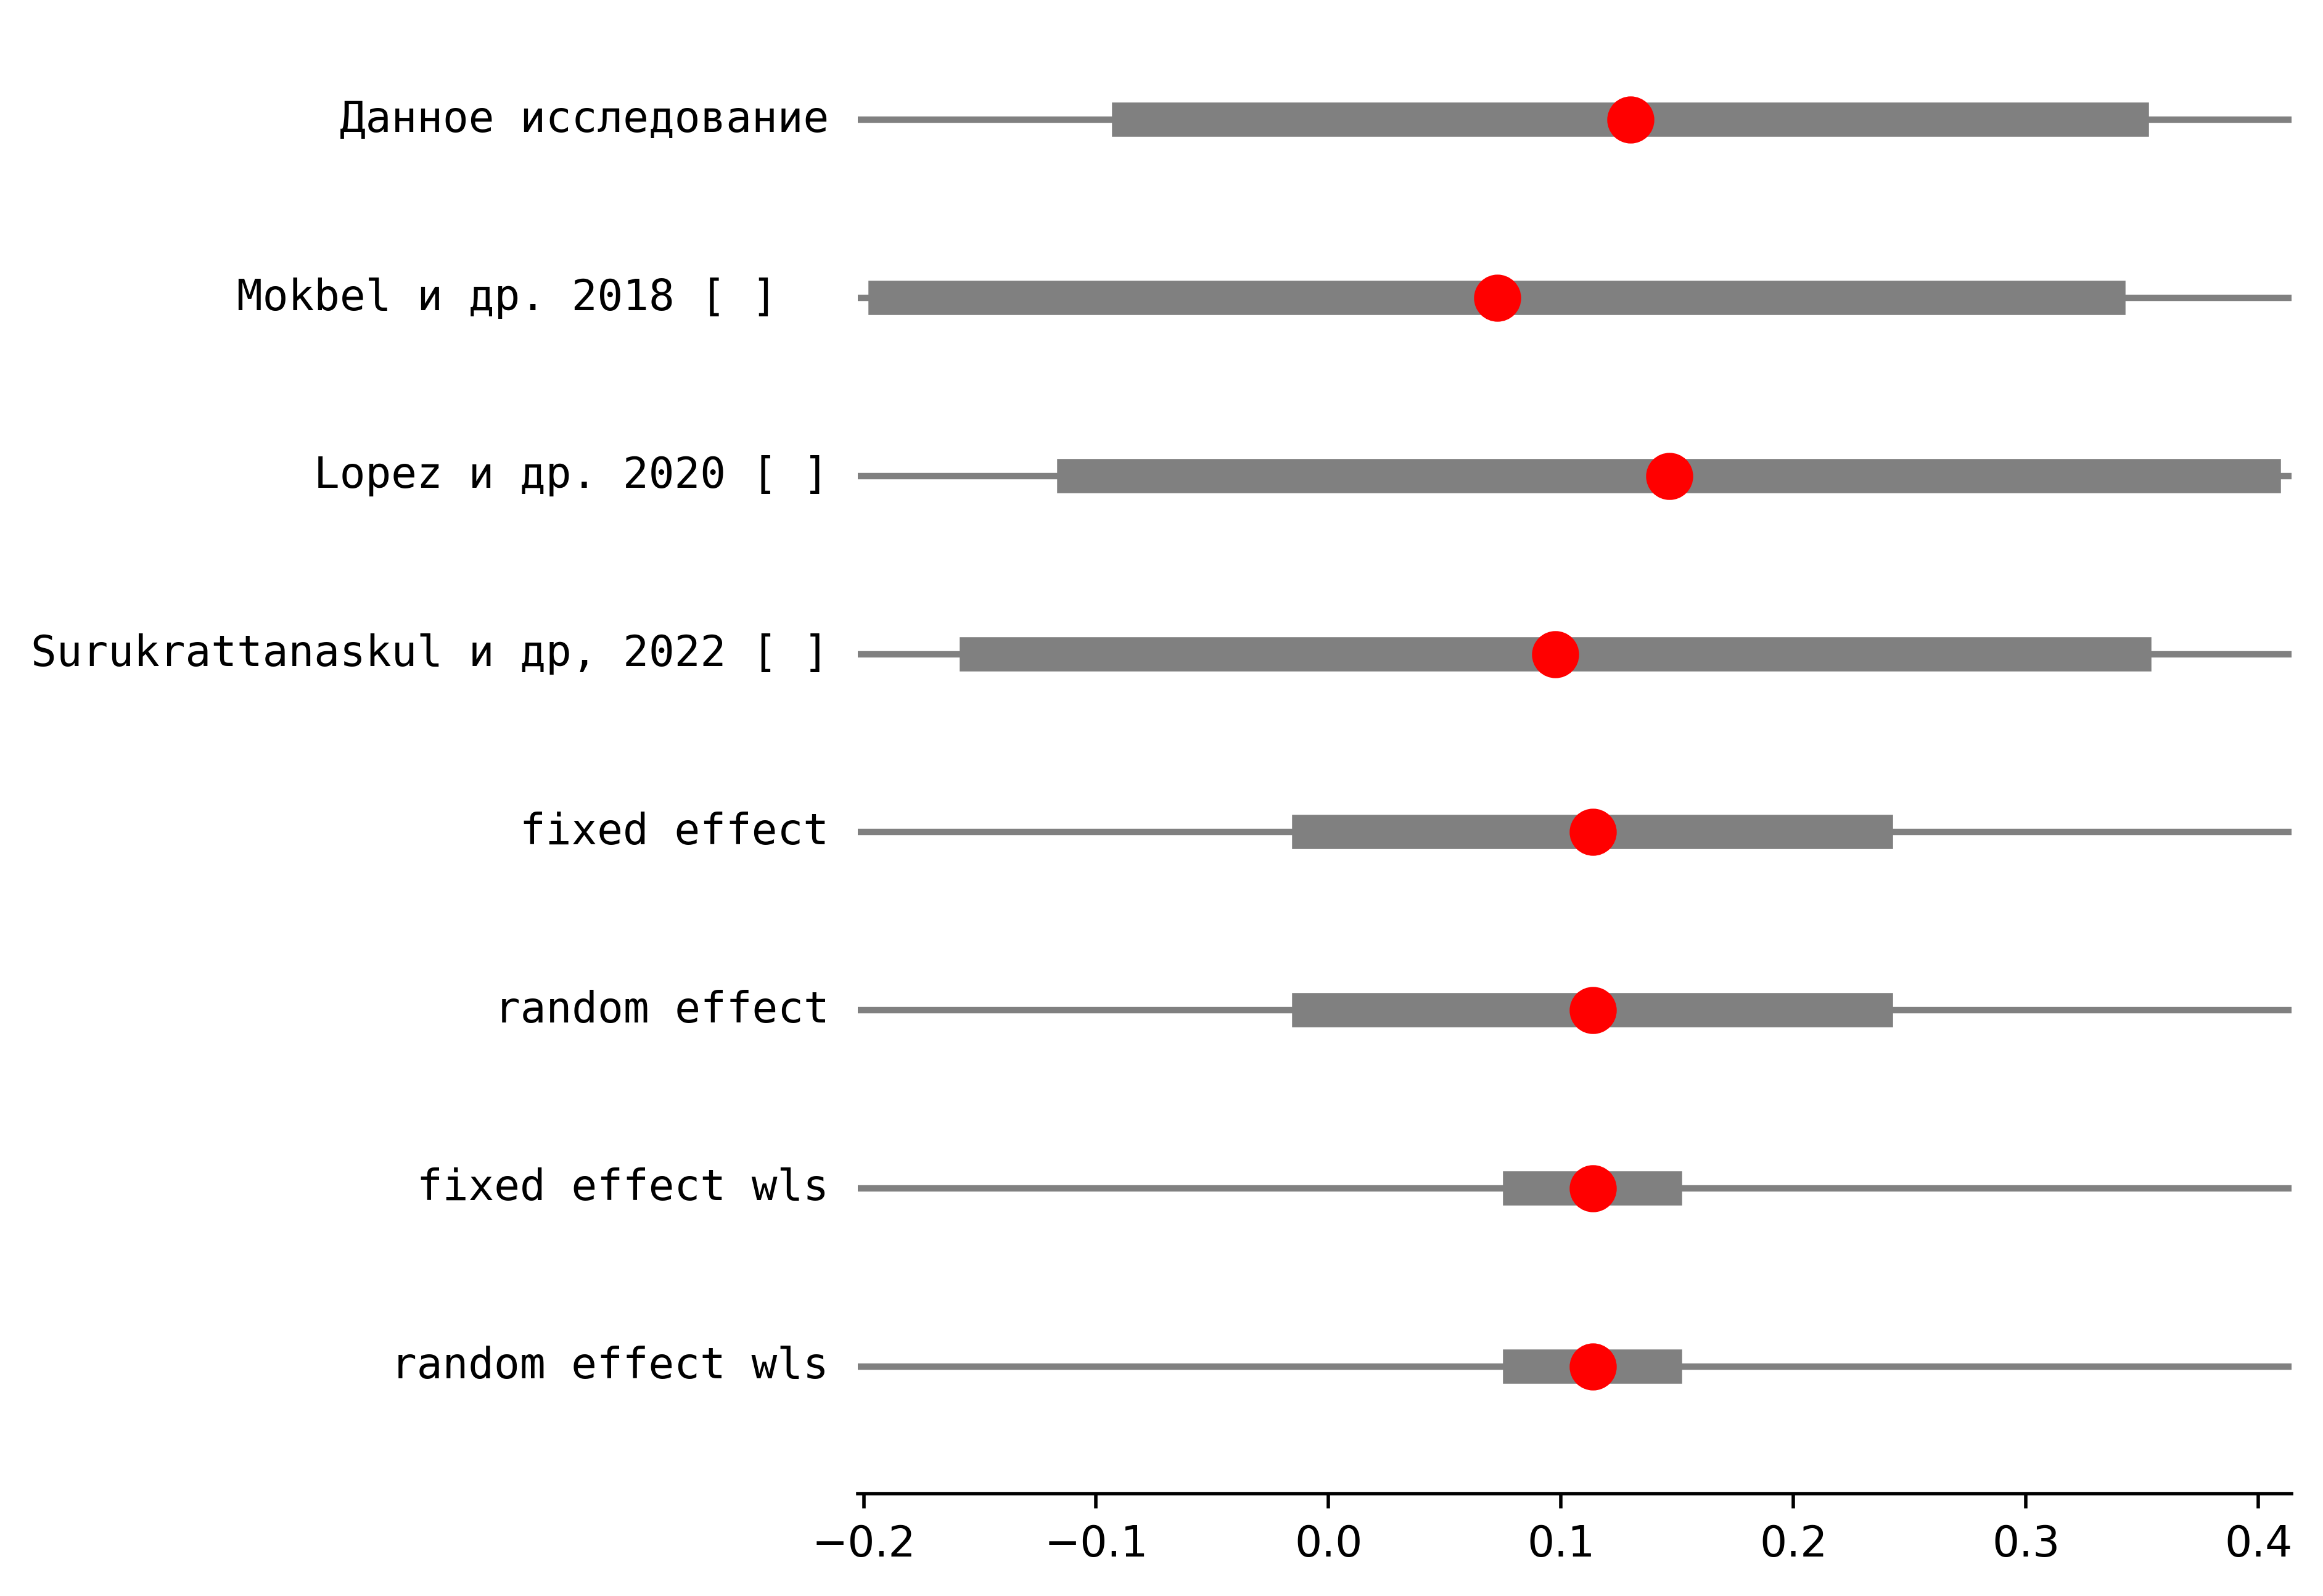 Данное исследование
Mokbel и др. 2018 [ ]
Lopez и др. 2020 [ ]
Surukrattanaskul и др, 2022 [ ]
fixed effect
random effect
fixed effect wls
random effect wls
−0.2 −0.1 0.0 0.1 0.2 0.3 0.4